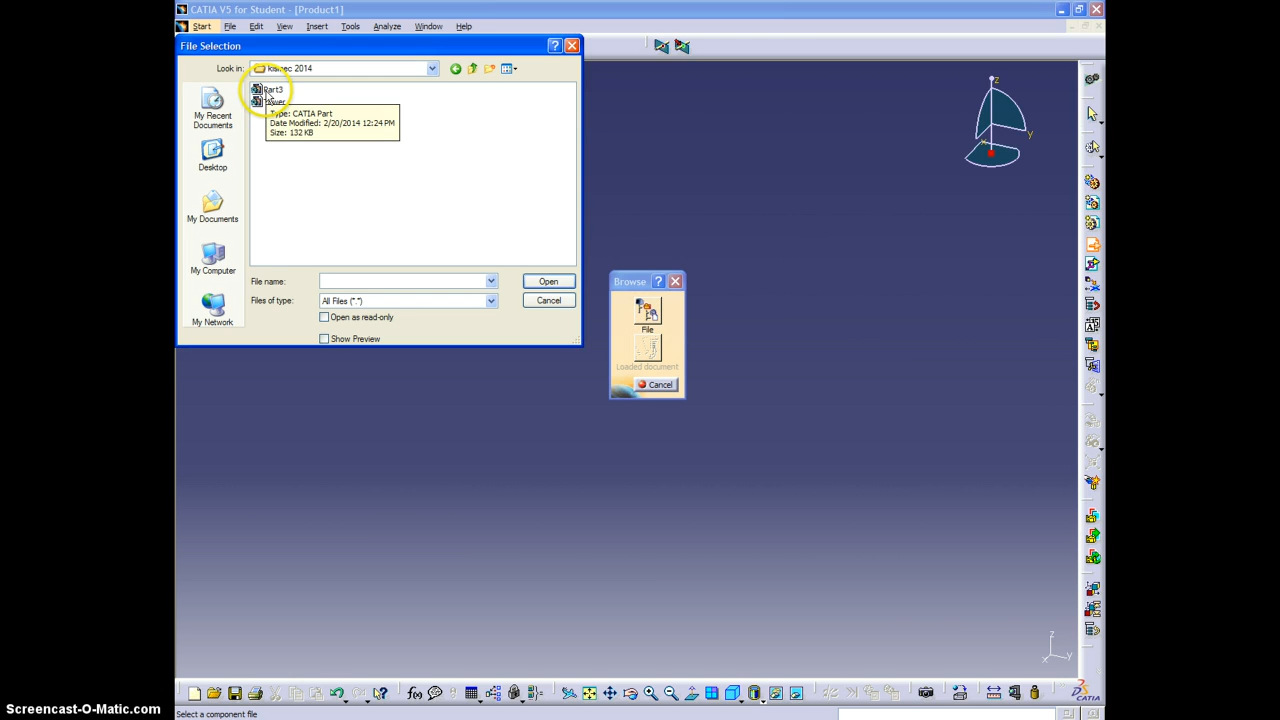 CATIA V5 for Student - [Product1]
Start File Edit View Insert Tools Analyze Window Help
File Selection
Look in: kismec 2014
Part3
Type: CATIA Part
Date Modified: 2/20/2014 12:24 PM
Size: 132 KB
My Recent
Documents
Desktop
My Documents
My Computer
My Network
File name: Open
Files of type: All Files (*.*) Cancel
Open as read-only
Show Preview
Browse
File
Loaded document
Cancel
z
y
x
z
x y
f(x)
CATIA
Select a component file
Screencast-O-Matic.com